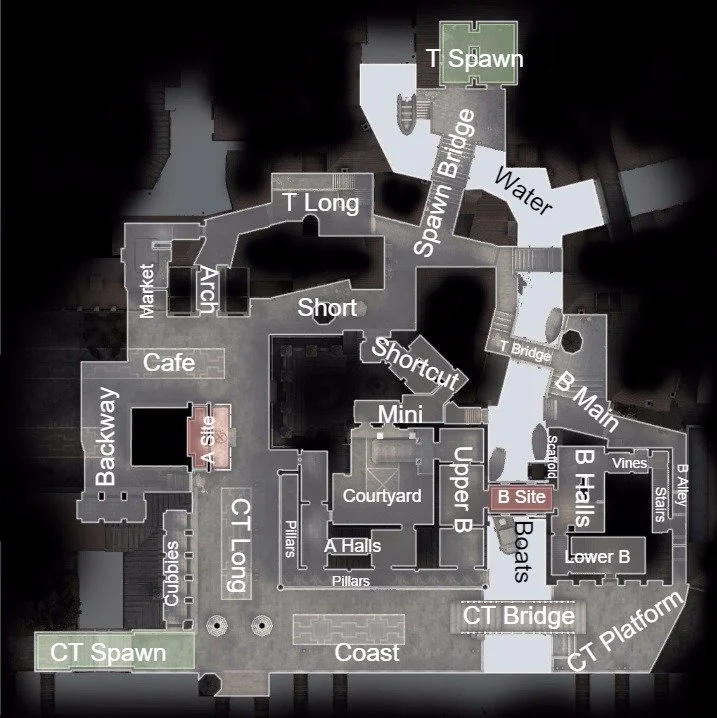 T Spawn
Spawn Bridge
Water
T Long
Market
Arch
Short
T Bridge
Shortcut
Cafe
B Main
Backway
A Site
Mini
Courtyard
Upper B
Scaffold
B Site
B Halls
Vines
Stairs
B Alley
Pillars
A Halls
Boats
Lower B
CT Long
Cubbies
Pillars
CT Bridge
CT Platform
CT Spawn
Coast